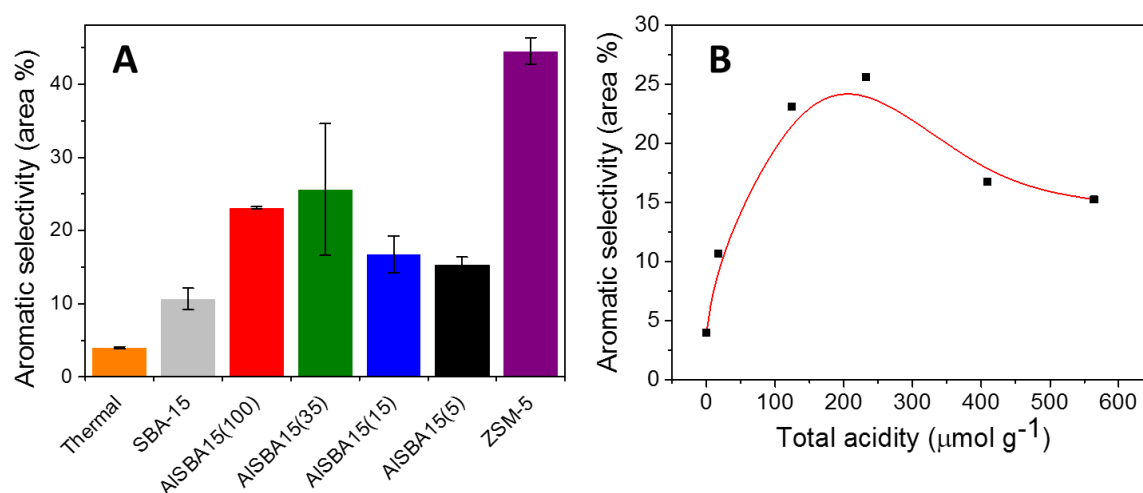 A
Aromatic selectivity (area %)
40
30
20
10
0
Thermal
SBA-15
AlSBA15(100)
AlSBA15(35)
AlSBA15(15)
AlSBA15(5)
ZSM-5
B
Aromatic selectivity (area %)
30
25
20
15
10
5
0
0 100 200 300 400 500 600
Total acidity (μmol g⁻¹)